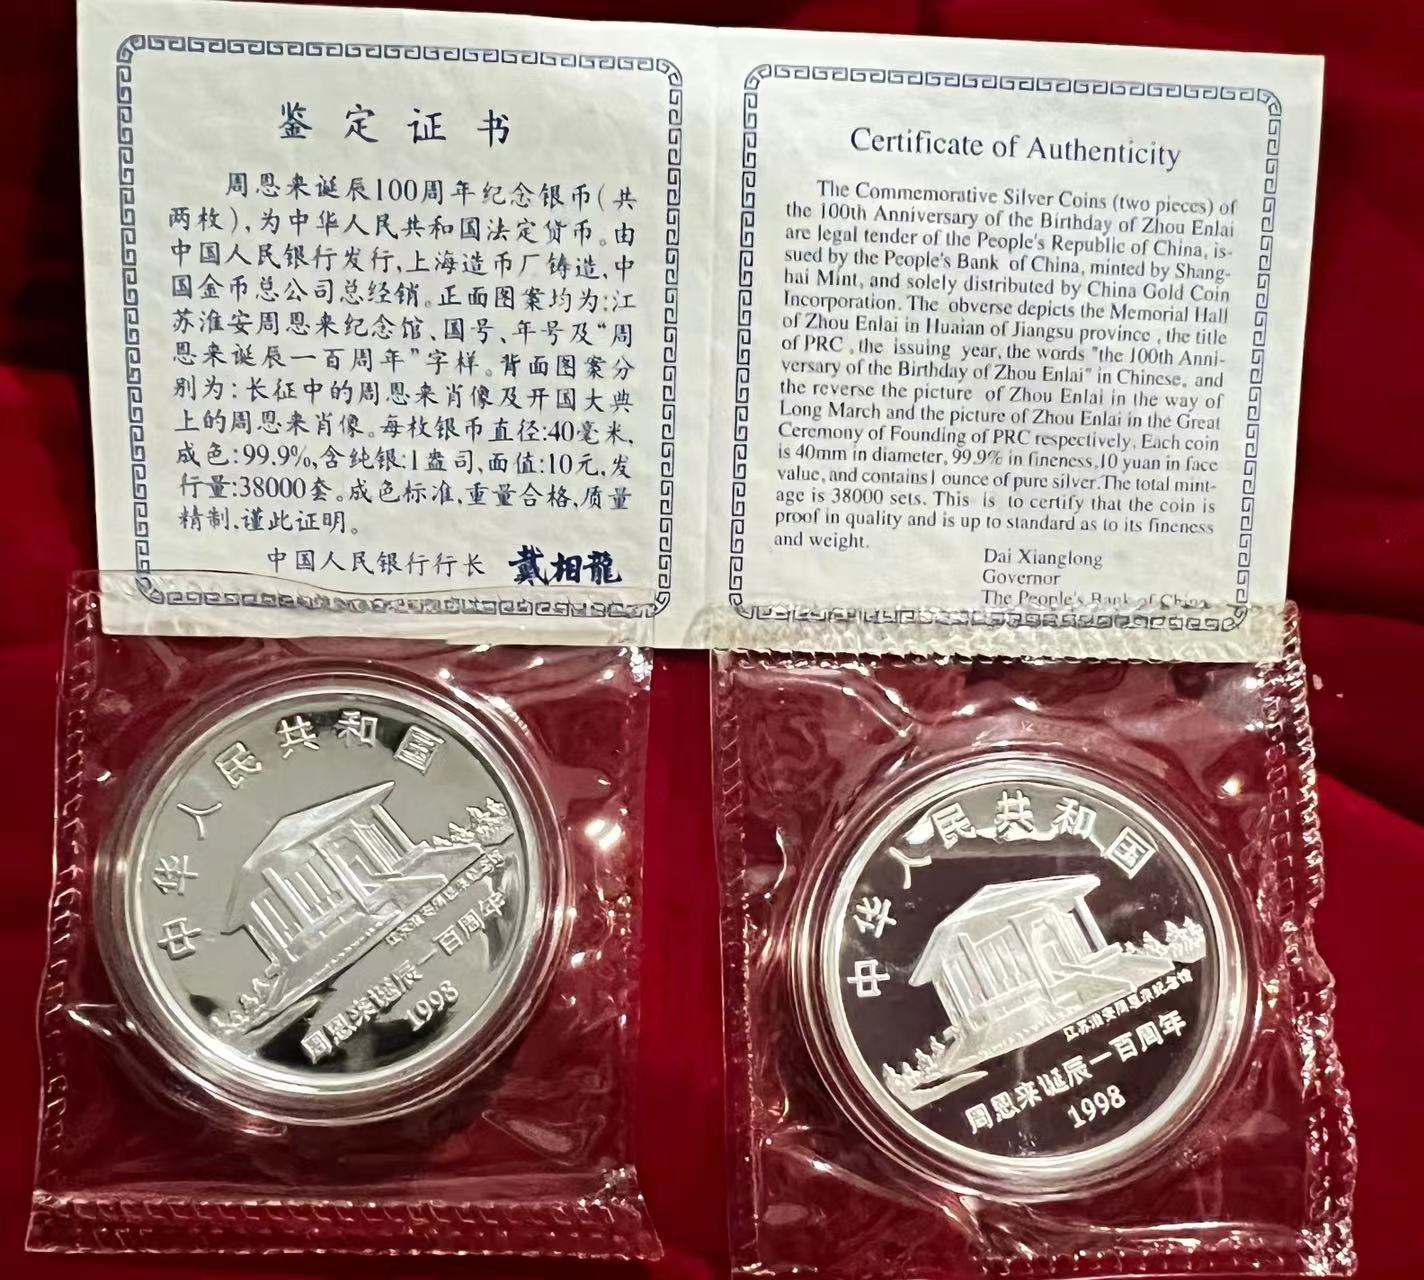 鉴定证书
周恩来诞辰100周年纪念银币(共
两枚),为中华人民共和国法定货币。由
中国人民银行发行,上海造币厂铸造,中
国金币总公司总经销。正面图案均为:江
苏淮安周恩来纪念馆、国号、年号及"周
恩来诞辰一百周年"字样。背面图案分
别为:长征中的周恩来肖像及开国大典
上的周恩来肖像。每枚银币直径:40毫米,
成色:99.9%,含纯银:1盎司,面值:10元,发
行量:38000套。成色标准,重量合格,质量
精制,谨此证明。
中国人民银行行长 戴相龍
Certificate of Authenticity
The Commemorative Silver Coins (two pieces) of
the 100th Anniversary of the Birthday of Zhou Enlai
are legal tender of the People's Republic of China, is-
sued by the People's Bank of China, minted by Shang-
hai Mint, and solely distributed by China Gold Coin
Incorporation. The obverse depicts the Memorial Hall
of Zhou Enlai in Huaian of Jiangsu province , the title
of PRC , the issuing year, the words "the 100th Anni-
versary of the Birthday of Zhou Enlai" in Chinese, and
the reverse the picture of Zhou Enlai in the way of
Long March and the picture of Zhou Enlai in the Great
Ceremony of Founding of PRC respectively. Each coin
is 40mm in diameter, 99.9% in fineness,10 yuan in face
value, and contains1 ounce of pure silver.The total mint-
age is 38000 sets. This is to certify that the coin is
proof in quality and is up to standard as to its fineness
and weight.
Dai Xianglong
Governor
The People's Bank of China
中华人民共和国
江苏淮安周恩来纪念馆
周恩来诞辰一百周年
1998
中华人民共和国
江苏淮安周恩来纪念馆
周恩来诞辰一百周年
1998